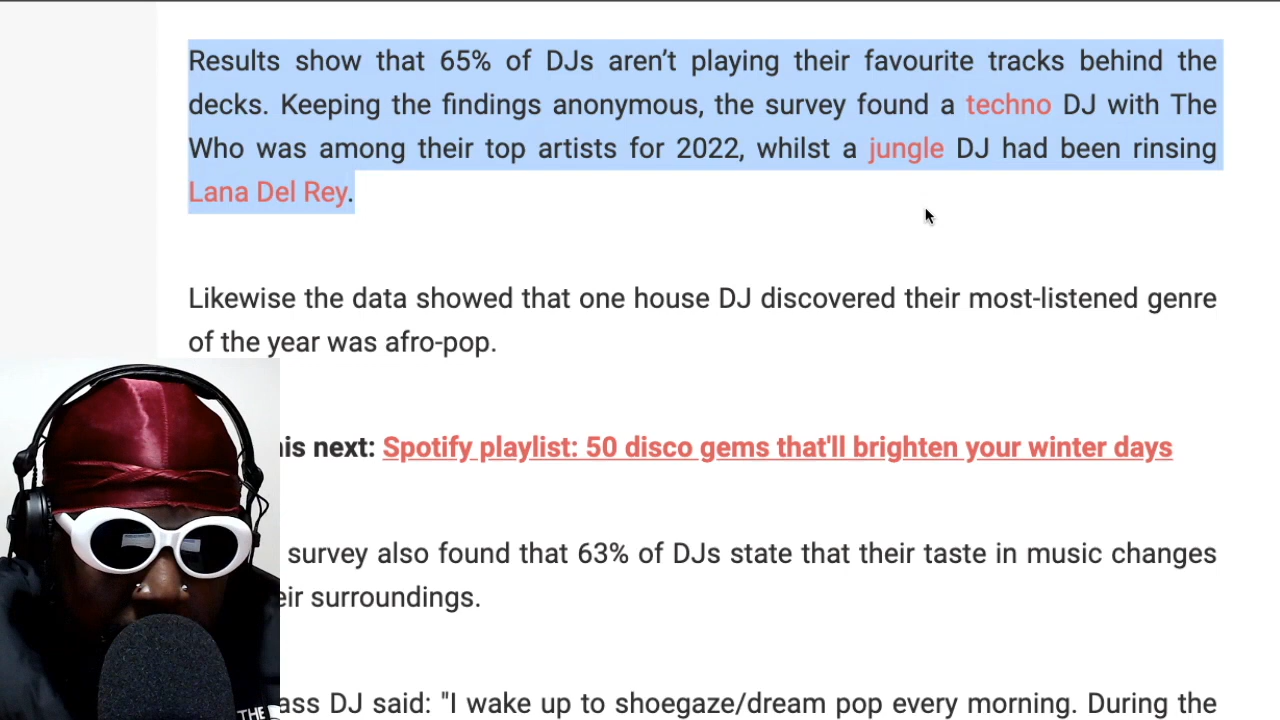 Results show that 65% of DJs aren’t playing their favourite tracks behind the
decks. Keeping the findings anonymous, the survey found a techno DJ with The
Who was among their top artists for 2022, whilst a jungle DJ had been rinsing
Lana Del Rey.
Likewise the data showed that one house DJ discovered their most-listened genre
of the year was afro-pop.
next: Spotify playlist: 50 disco gems that'll brighten your winter days
survey also found that 63% of DJs state that their taste in music changes
surroundings.
DJ said: "I wake up to shoegaze/dream pop every morning. During the
THE